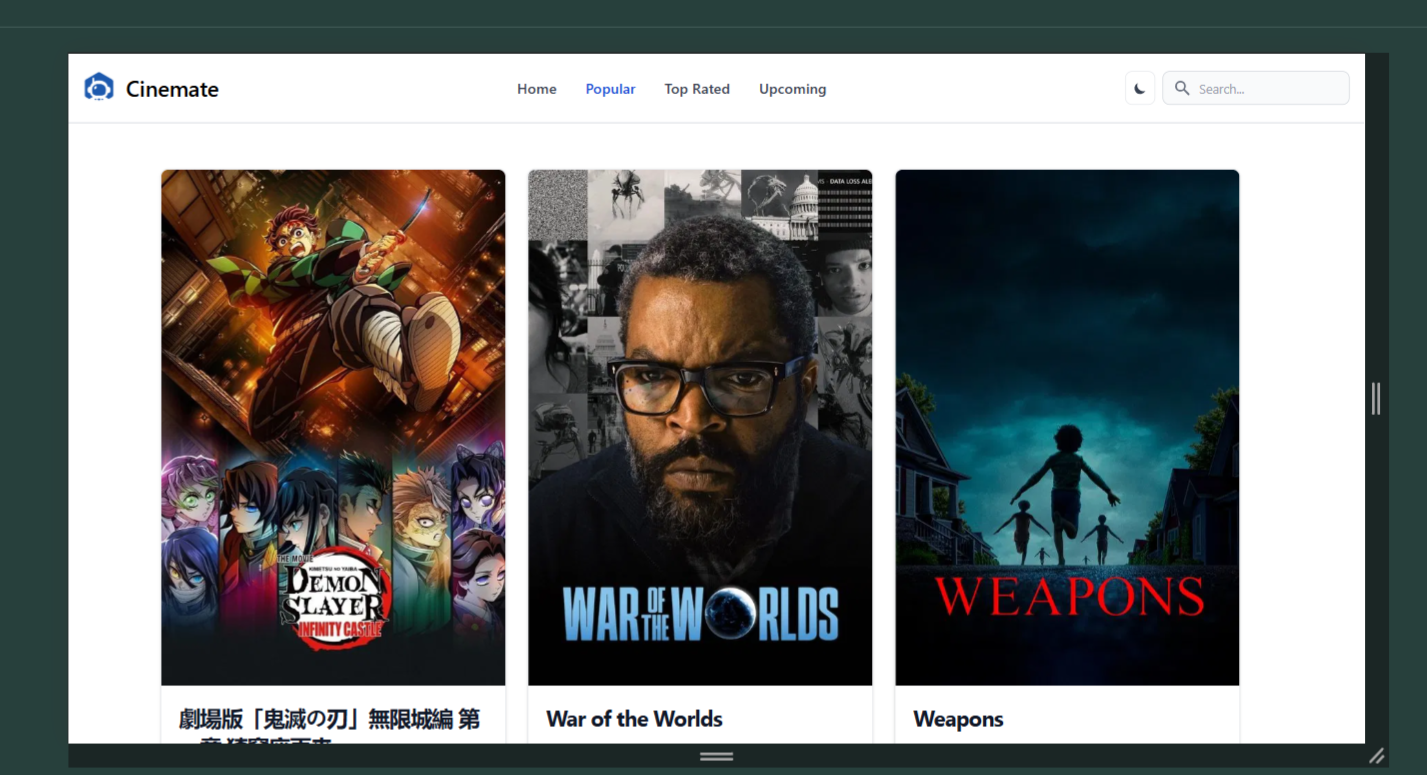 Cinemate
Home
Popular
Top Rated
Upcoming
Search...
THE MOVIE
KIMETSU NO YAIBA
DEMON
SLAYER
INFINITY CASTLE
DATA LOSS
WAR OF THE WORLDS
WEAPONS
劇場版「鬼滅の刃」無限城編 第
War of the Worlds
Weapons